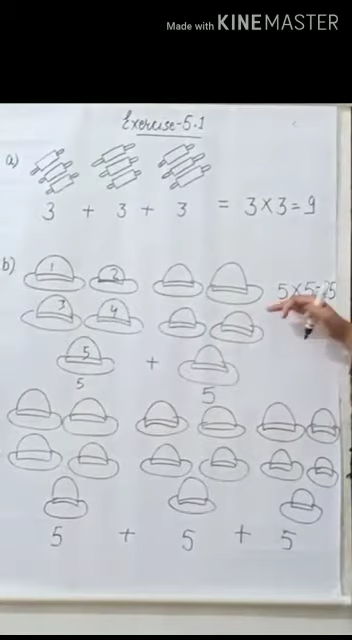 Made with KINEMASTER
Exercise-5.1
a)
3 + 3 + 3 = 3×3=9
b)
1 2
5×5=25
3 4
5
+
5 5
5 + 5 + 5